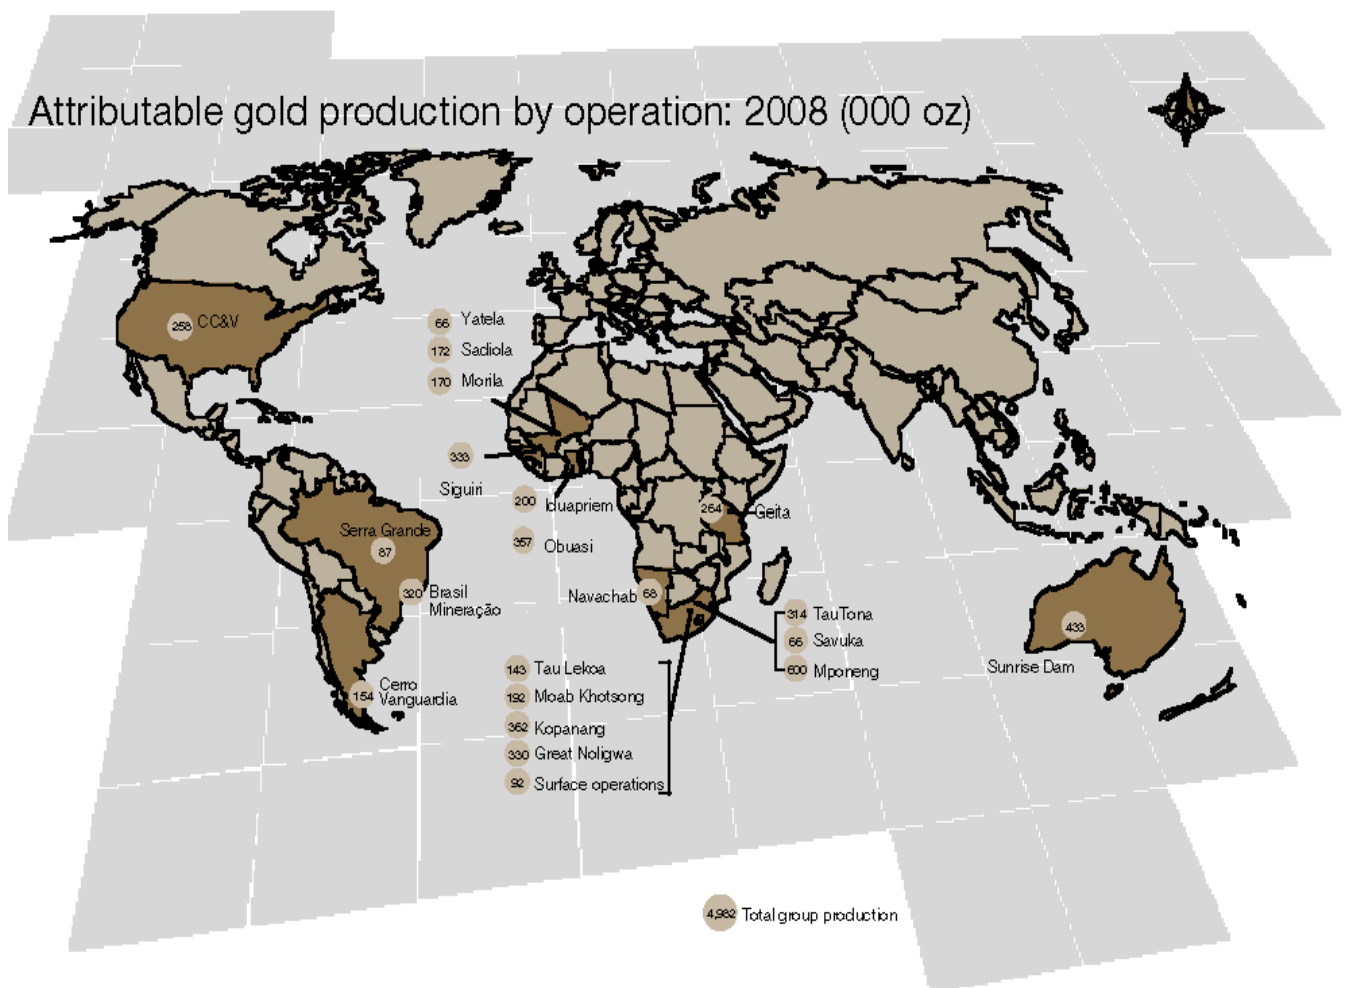 Attributable gold production by operation: 2008 (000 oz)
258 CC&V
66 Yatela
172 Sadiola
170 Morila
333
Siguiri
200 Iduapriem
357 Obuasi
264 Geita
Serra Grande
87
320 Brasil
Mineração
Navachab 68
314 TauTona
66 Savuka
600 Mponeng
433
Sunrise Dam
154 Cerro
Vanguardia
143 Tau Lekoa
192 Moab Khotsong
362 Kopanang
330 Great Noligwa
92 Surface operations
4,982 Total group production